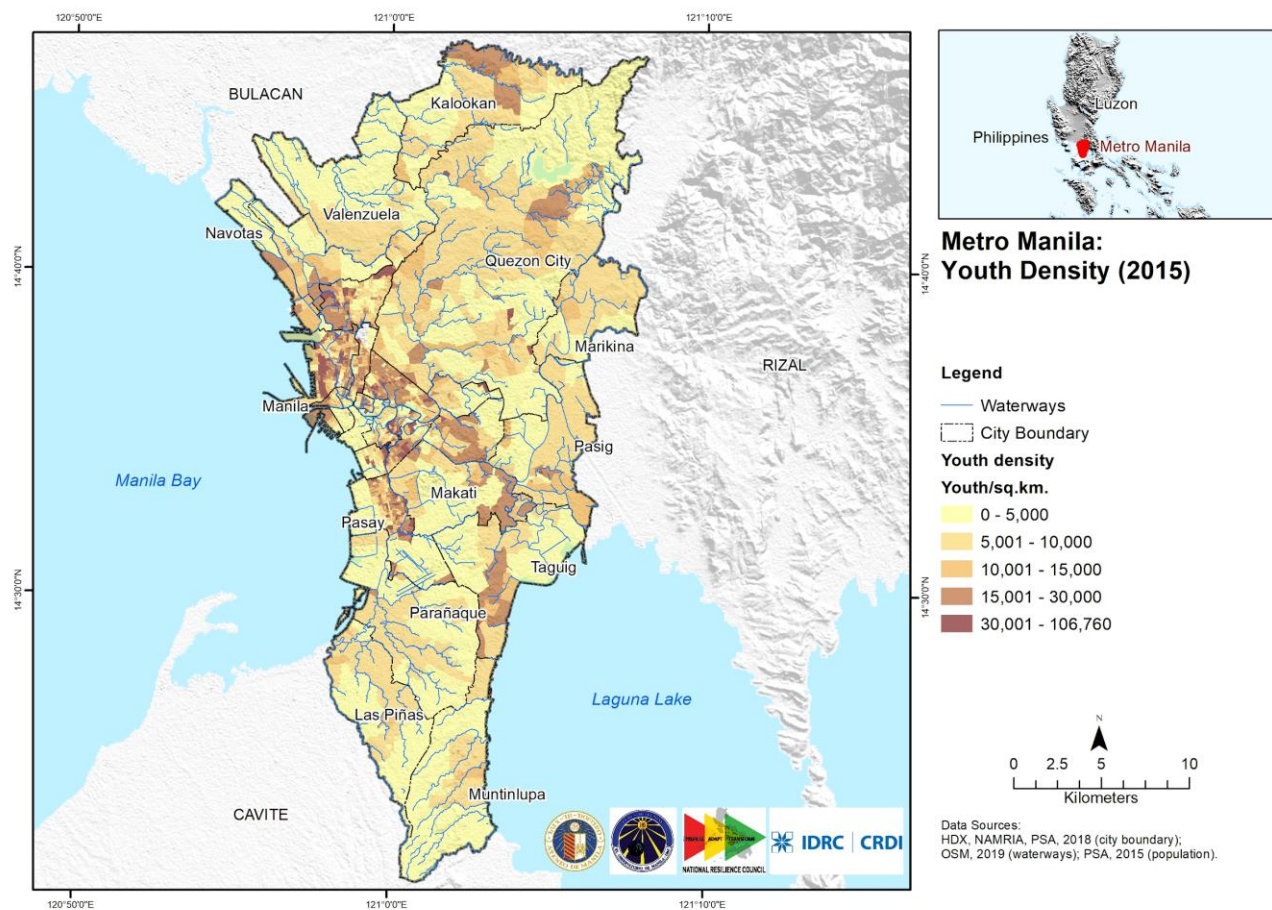 120°50'0"E
121°0'0"E
121°10'0"E
BULACAN
Kalookan
Valenzuela
Navotas
Quezon City
14°40'0"N
14°40'0"N
Marikina
RIZAL
Manila
Pasig
Manila Bay
Makati
Pasay
Taguig
14°30'0"N
14°30'0"N
Parañaque
Laguna Lake
Las Piñas
Muntinlupa
CAVITE
NATIONAL RESILIENCE COUNCIL
IDRC | CRDI
120°50'0"E
121°0'0"E
121°10'0"E
Luzon
Philippines
Metro Manila
Metro Manila:
Youth Density (2015)
Legend
Waterways
City Boundary
Youth density
Youth/sq.km.
0 - 5,000
5,001 - 10,000
10,001 - 15,000
15,001 - 30,000
30,001 - 106,760
N
0 2.5 5 10
Kilometers
Data Sources:
HDX, NAMRIA, PSA, 2018 (city boundary);
OSM, 2019 (waterways); PSA, 2015 (population).